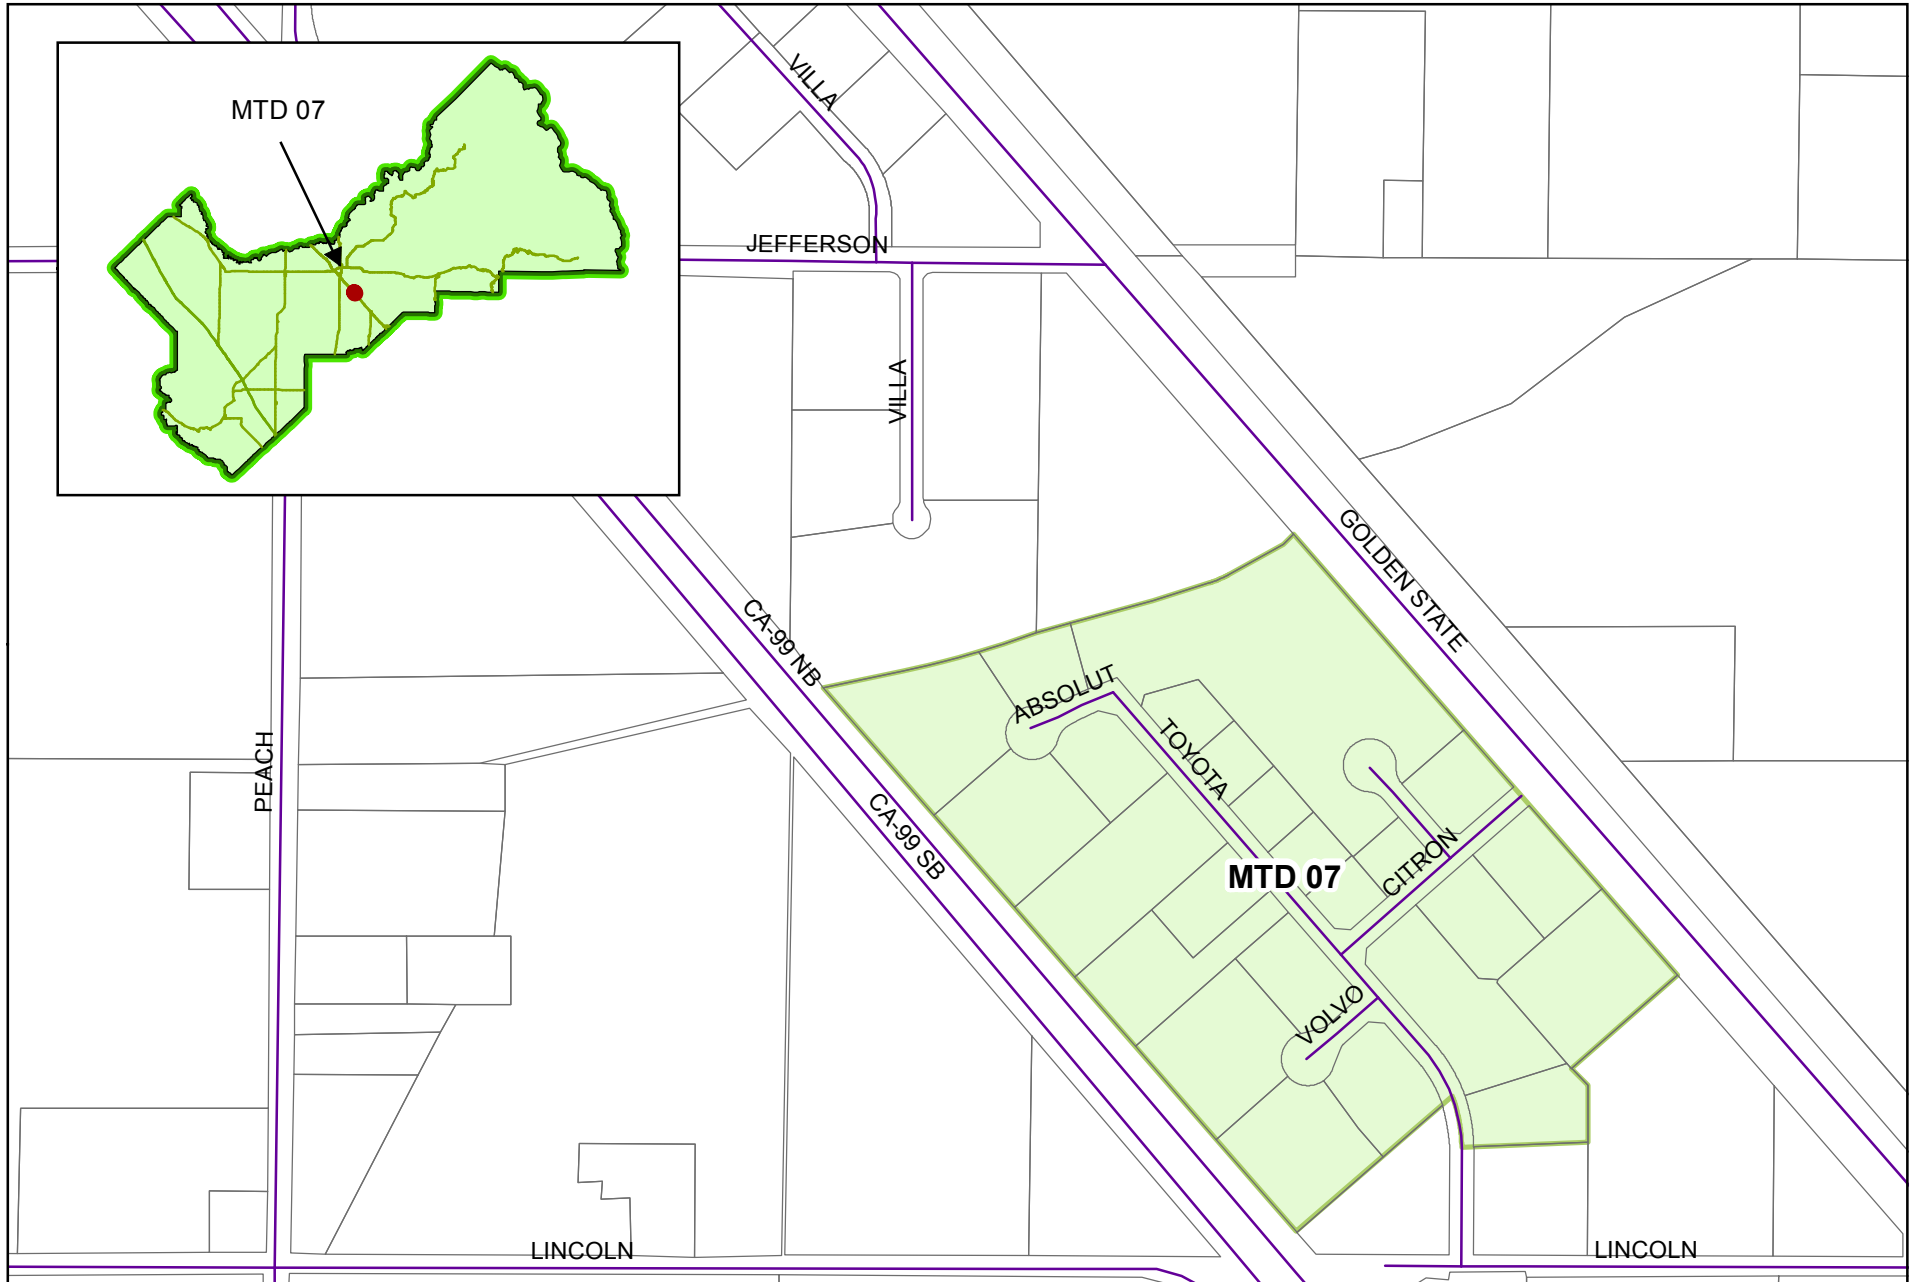 VILLA
MTD 07
JEFFERSON
VILLA
GOLDEN STATE
CA-99 NB
ABSOLUT
TOYOTA
PEACH
CA-99 SB
CITRON
MTD 07
VOLVO
LINCOLN
LINCOLN